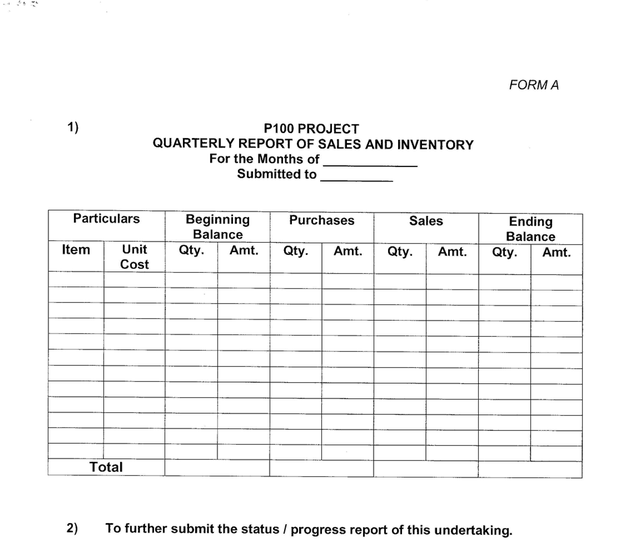 FORM A
1) P100 PROJECT
QUARTERLY REPORT OF SALES AND INVENTORY
For the Months of ____________
Submitted to _________
Particulars Beginning Balance Purchases Sales Ending Balance
Item Unit Cost Qty. Amt. Qty. Amt. Qty. Amt. Qty. Amt.
Total
2) To further submit the status / progress report of this undertaking.